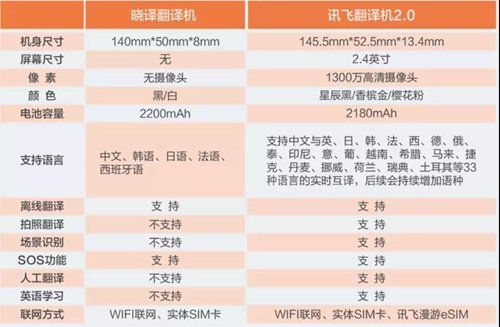 晓译翻译机 讯飞翻译机2.0
机身尺寸 140mm*50mm*8mm 145.5mm*52.5mm*13.4mm
屏幕尺寸 无 2.4英寸
像 素 无摄像头 1300万高清摄像头
颜 色 黑/白 星辰黑/香槟金/樱花粉
电池容量 2200mAh 2180mAh
支持中文与英、日、韩、法、西、德、俄、
中文、韩语、日语、法语、 泰、印尼、意、葡、越南、希腊、马来、捷
支持语言
西班牙语 克、丹麦、挪威、荷兰、瑞典、土耳其等33
种语言的实时互译，后续会持续增加语种
离线翻译 支 持 支 持
拍照翻译 不支持 支 持
场景识别 不支持 支 持
SOS功能 支 持 支 持
人工翻译 不支持 支 持
英语学习 不支持 支 持
联网方式 WIFI联网、实体SIM卡 WIFI联网、实体SIM卡、讯飞漫游eSIM